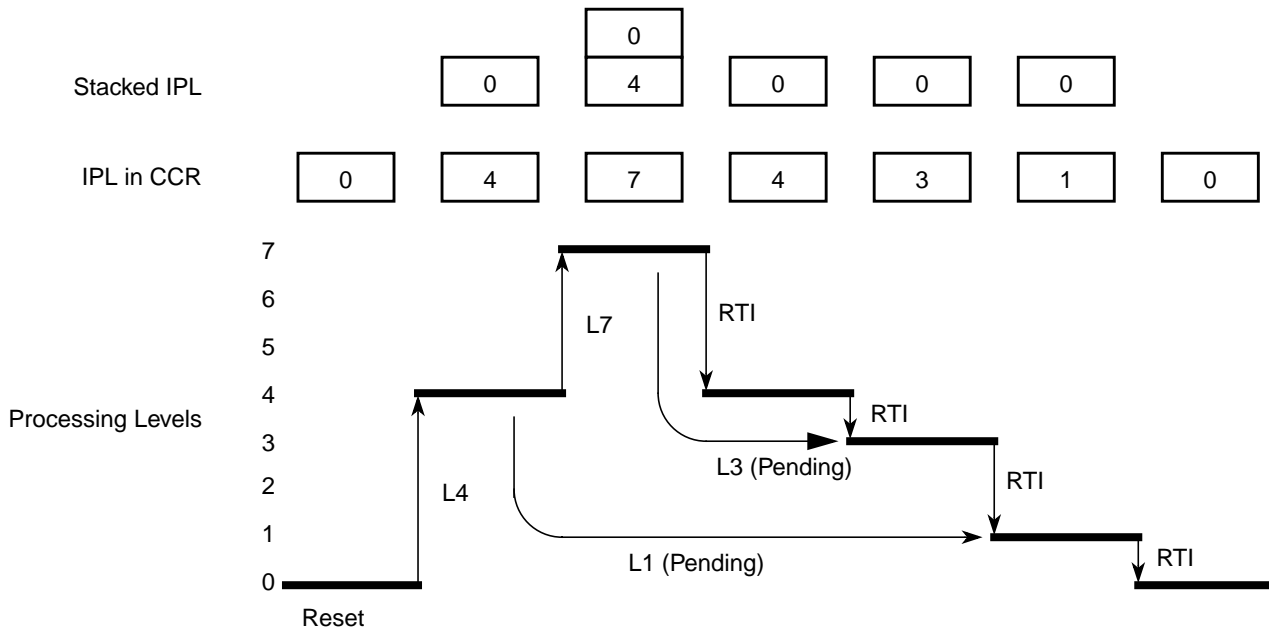 0
Stacked IPL 0 4 0 0 0
IPL in CCR 0 4 7 4 3 1 0
7
6
L7 RTI
5
4
Processing Levels RTI
3
L3 (Pending)
2
L4 RTI
1
L1 (Pending) RTI
0
Reset